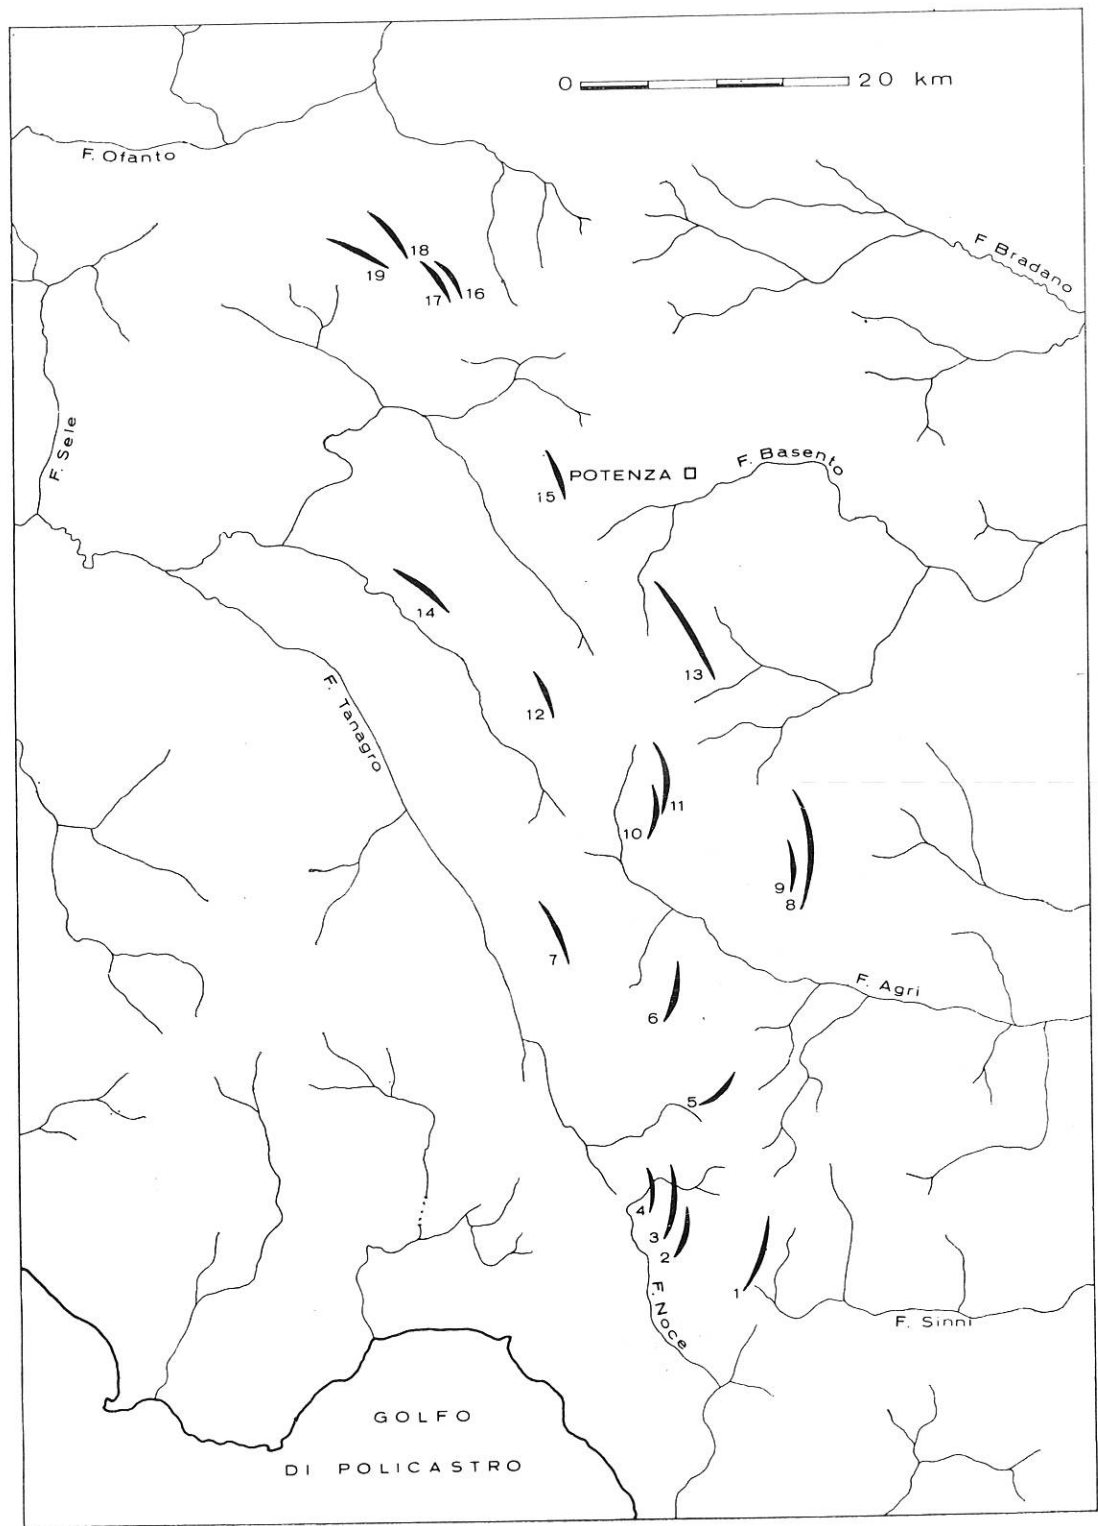 0 20 km
F. Ofanto
F Bradano
18
19
17
16
F. Sele
F. Basento
POTENZA
15
14
13
F. Tanagro
12
11
10
9
8
7
F. Agri
6
5
4
3
2
1
F. Noce
F. Sinni
GOLFO
DI POLICASTRO